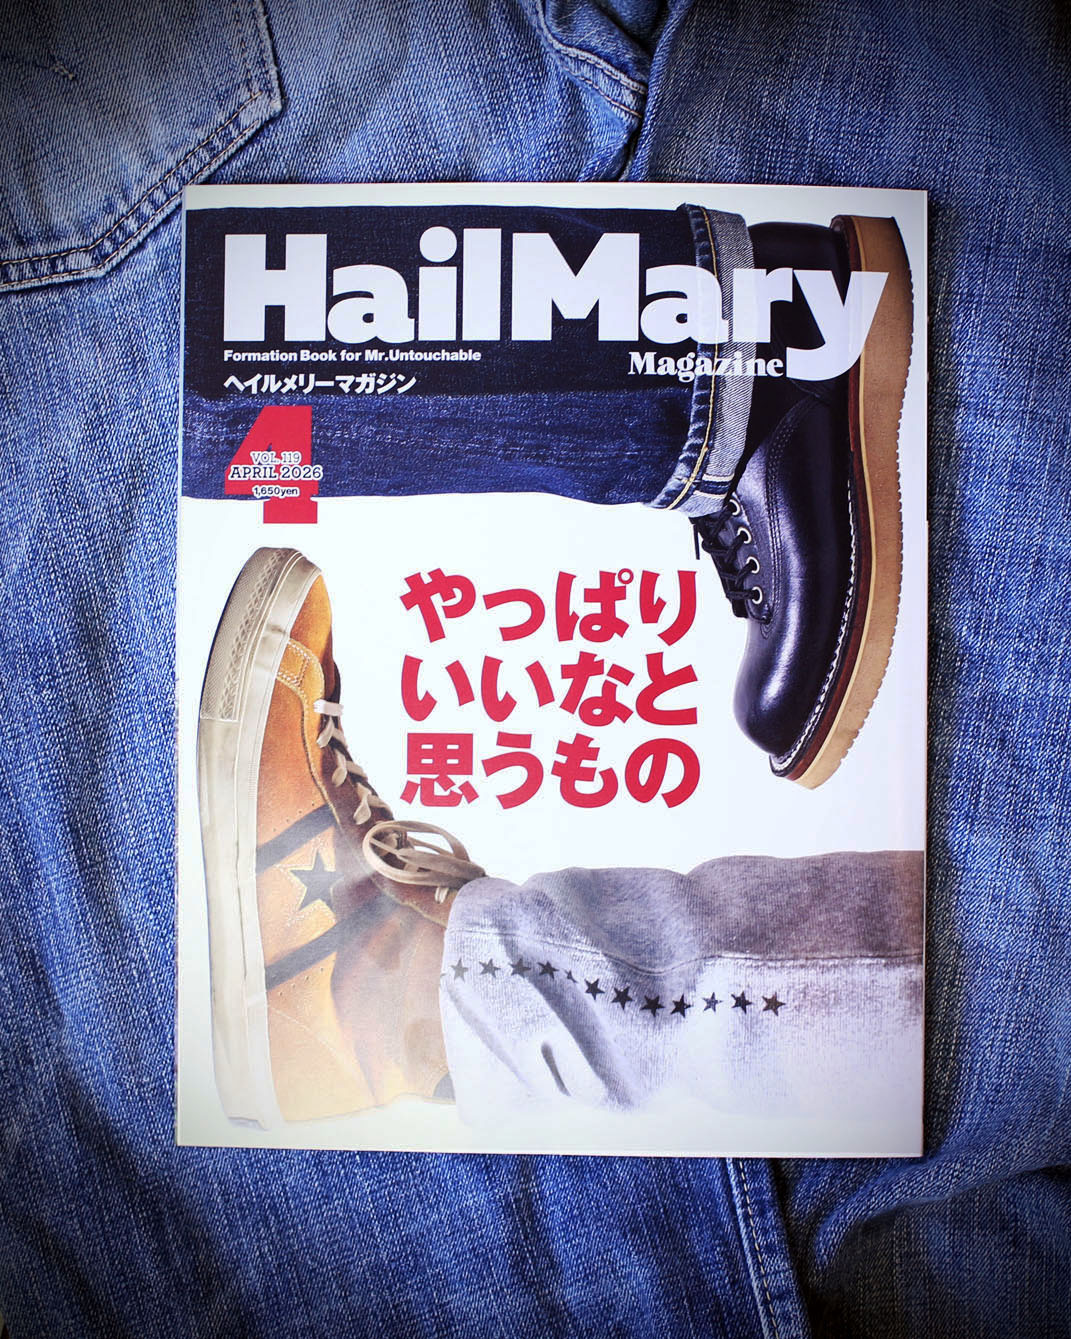 HailMary
Formation Book for Mr.Untouchable
Magazine
ヘイルメリーマガジン
4
VOL. 119
APRIL 2026
1,650yen
やっぱり
いいなと
思うもの